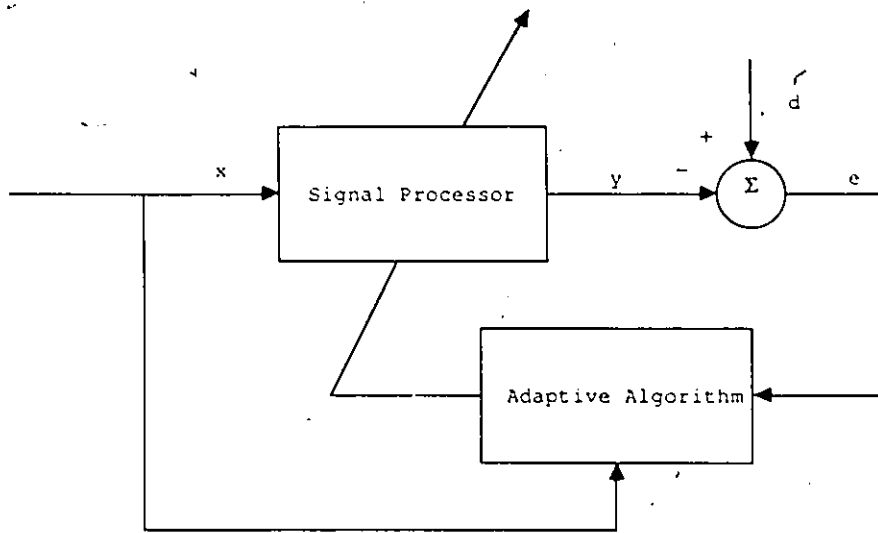 d
+
x
Signal Processor
y
-
Σ
e
Adaptive Algorithm